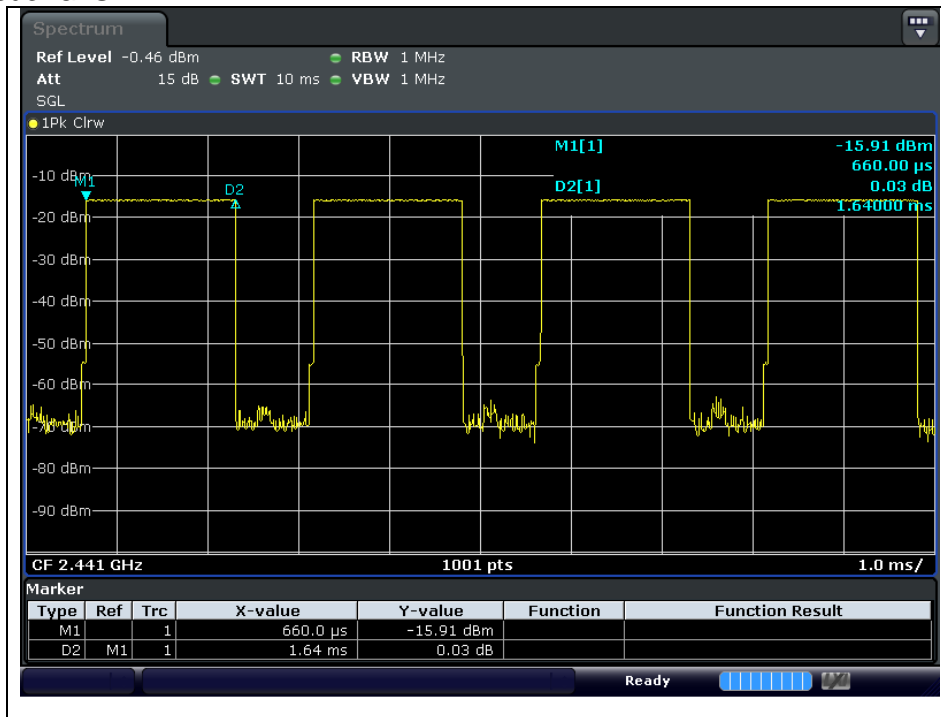 Spectrum
Ref Level -0.46 dBm RBW 1 MHz
Att 15 dB SWT 10 ms VBW 1 MHz
SGL
1Pk Clrw
M1[1] -15.91 dBm
660.00 µs
D2[1] 0.03 dB
1.64000 ms
M1
D2
-10 dBm
-20 dBm
-30 dBm
-40 dBm
-50 dBm
-60 dBm
-70 dBm
-80 dBm
-90 dBm
CF 2.441 GHz 1001 pts 1.0 ms/
Marker
Type Ref Trc X-value Y-value Function Function Result
M1 1 660.0 µs -15.91 dBm
D2 M1 1 1.64 ms 0.03 dB
Ready